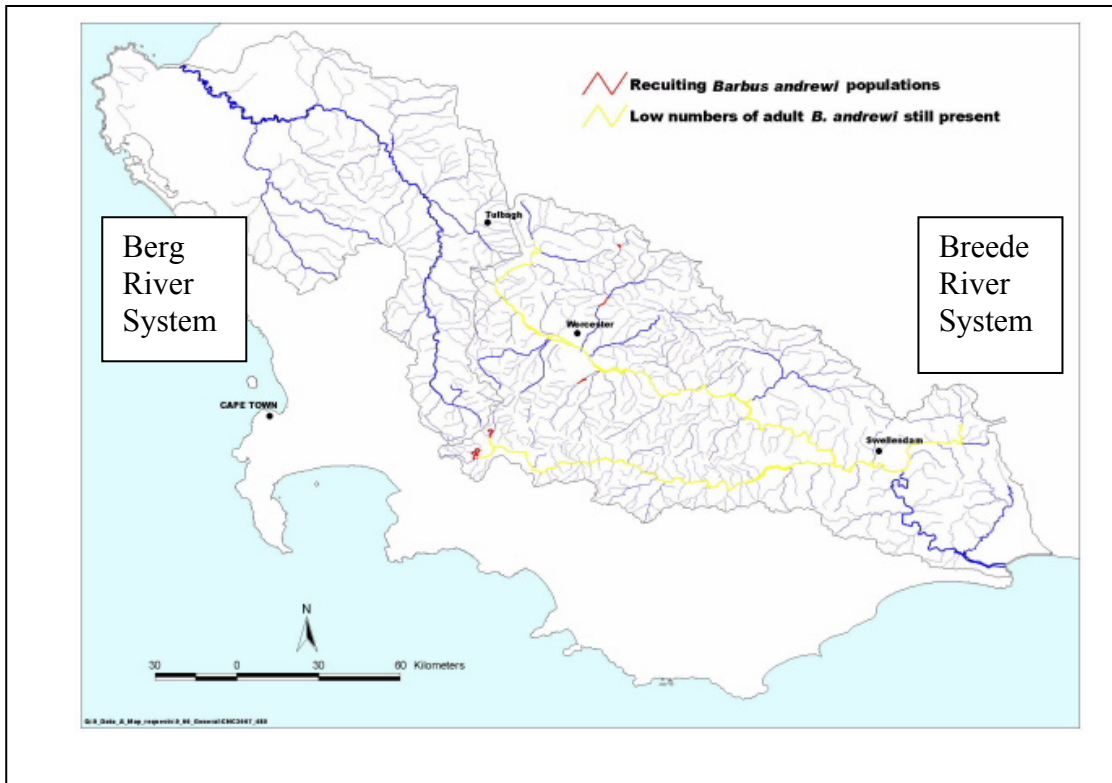 Recuiting Barbus andrewi populations
Low numbers of adult B. andrewi still present
Berg
River
System
Breede
River
System
Tulbagh
Worcester
CAPE TOWN
Swellendam
N
30 0 30 60 Kilometers